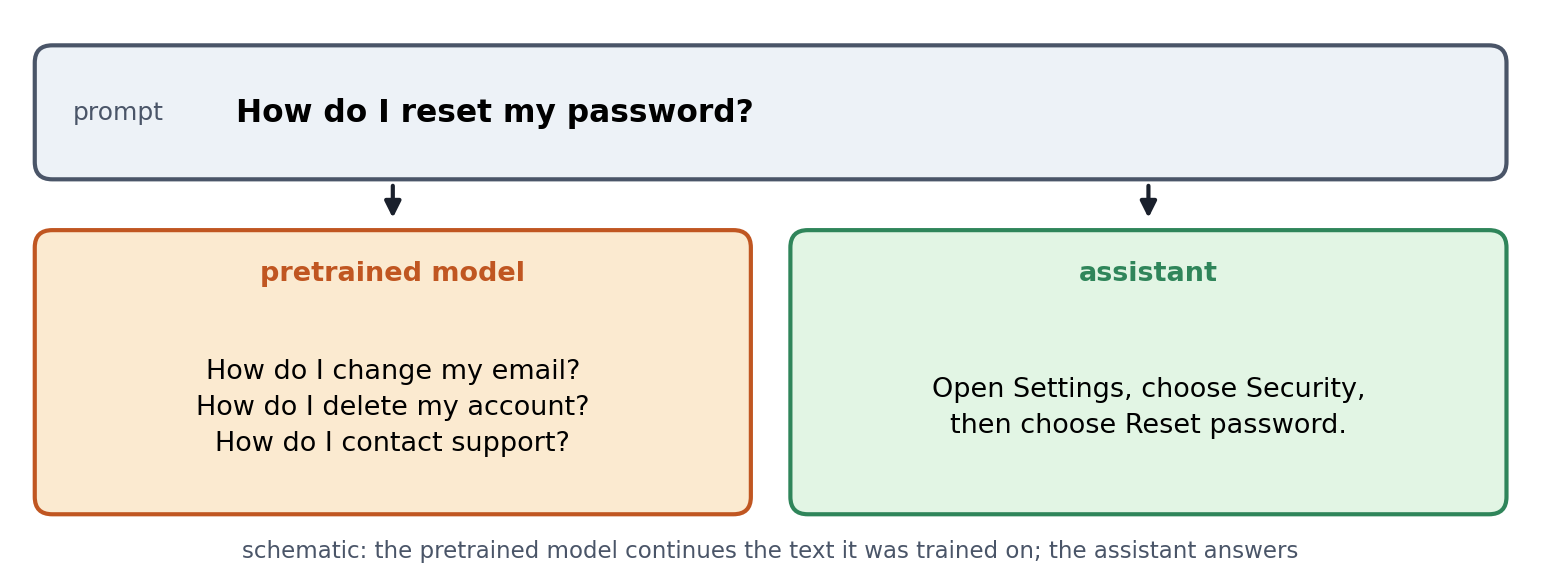 prompt How do I reset my password?
pretrained model
How do I change my email?
How do I delete my account?
How do I contact support?
assistant
Open Settings, choose Security,
then choose Reset password.
schematic: the pretrained model continues the text it was trained on; the assistant answers